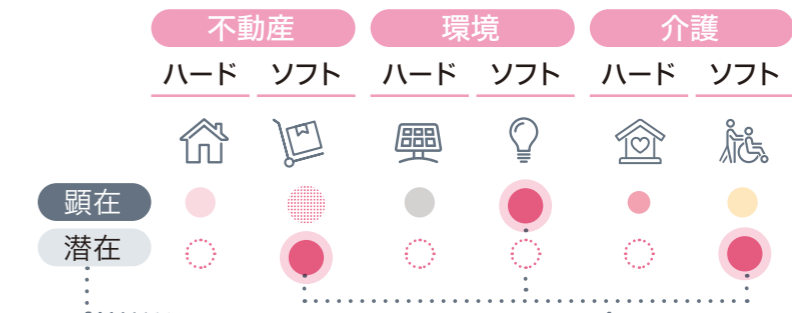 不動産 環境 介護
ハード ソフト ハード ソフト ハード ソフト
顕在
潜在